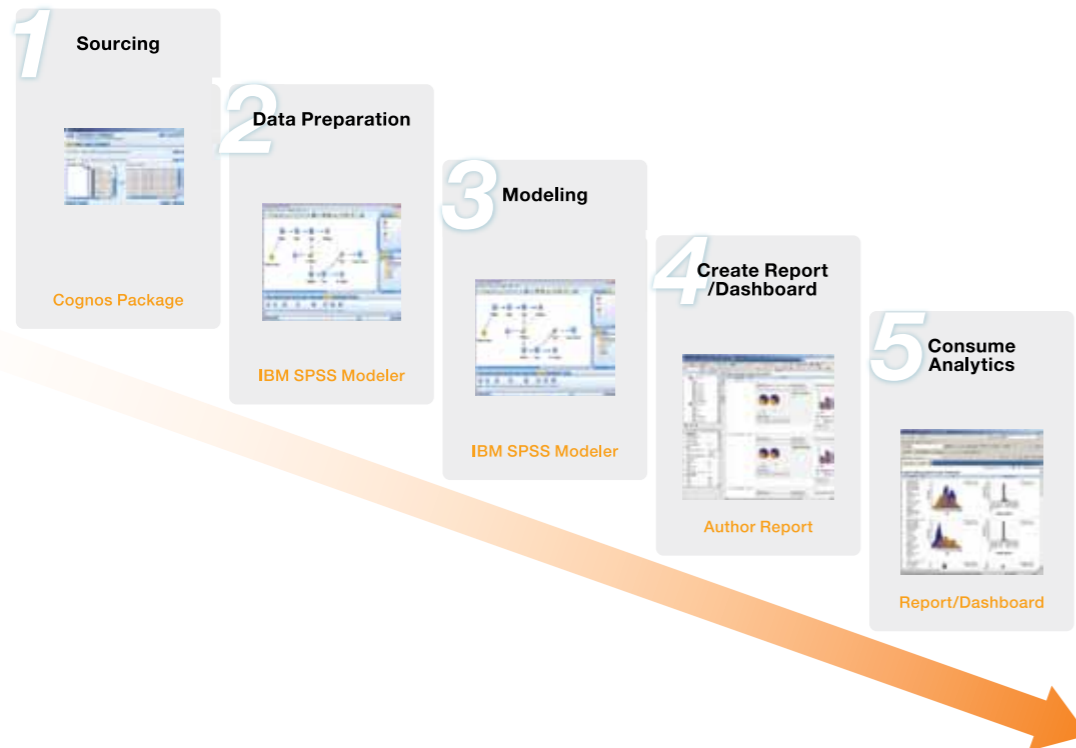 1
Sourcing
Cognos Package
2
Data Preparation
IBM SPSS Modeler
3
Modeling
IBM SPSS Modeler
4
Create Report
/Dashboard
Author Report
5
Consume
Analytics
Report/Dashboard